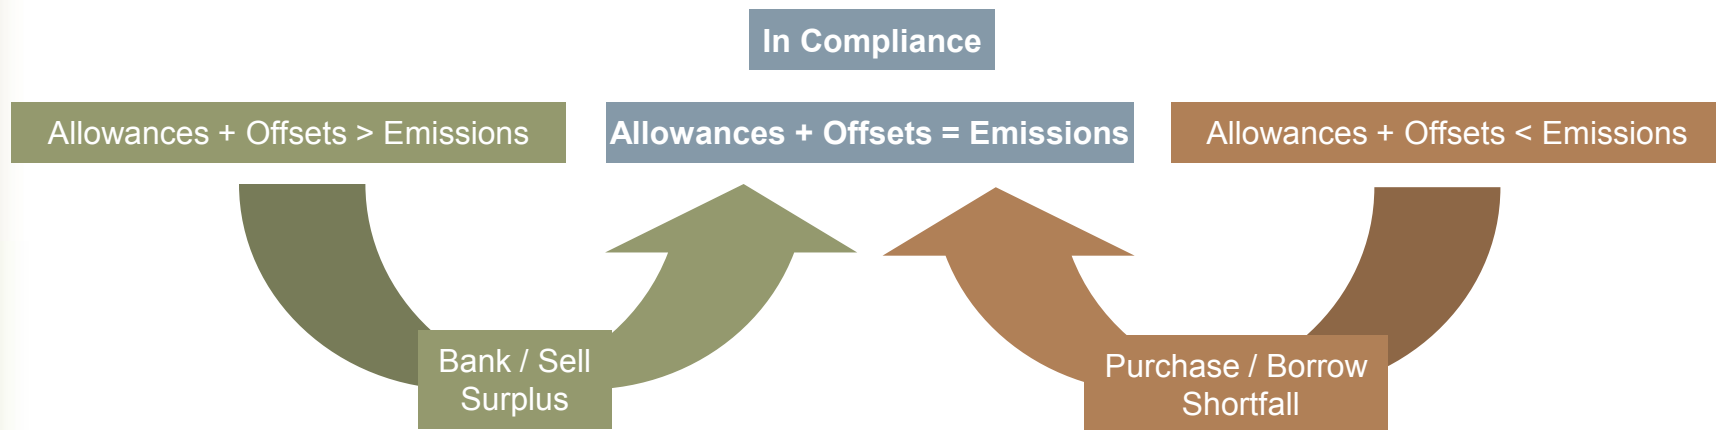 In Compliance
Allowances + Offsets > Emissions
Allowances + Offsets = Emissions
Allowances + Offsets < Emissions
Bank / Sell
Surplus
Purchase / Borrow
Shortfall